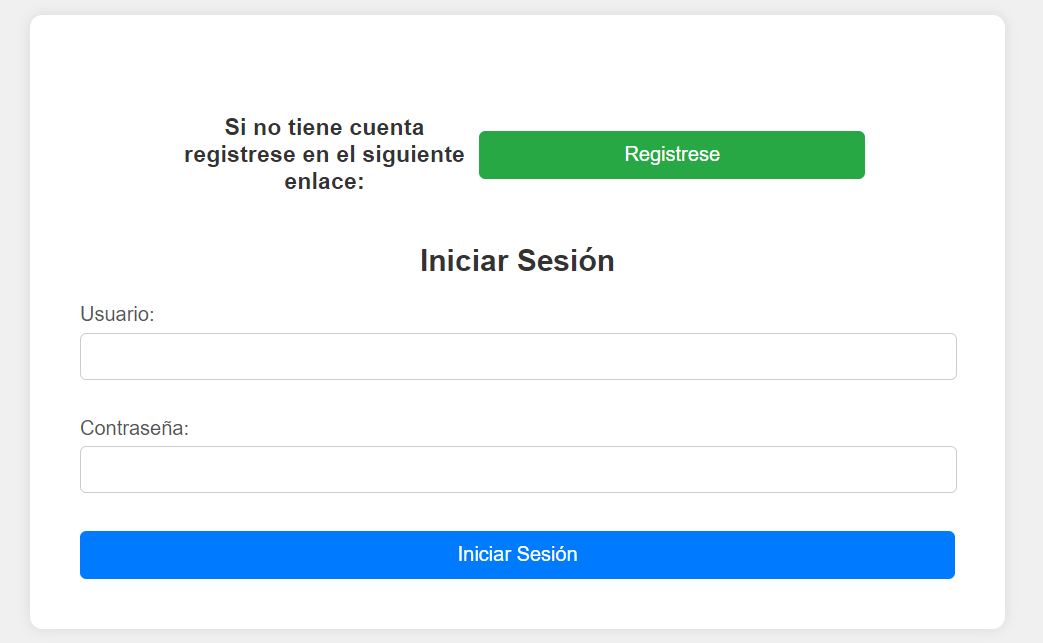 Si no tiene cuenta
registrese en el siguiente
enlace:
Registrese
Iniciar Sesión
Usuario:
Contraseña:
Iniciar Sesión